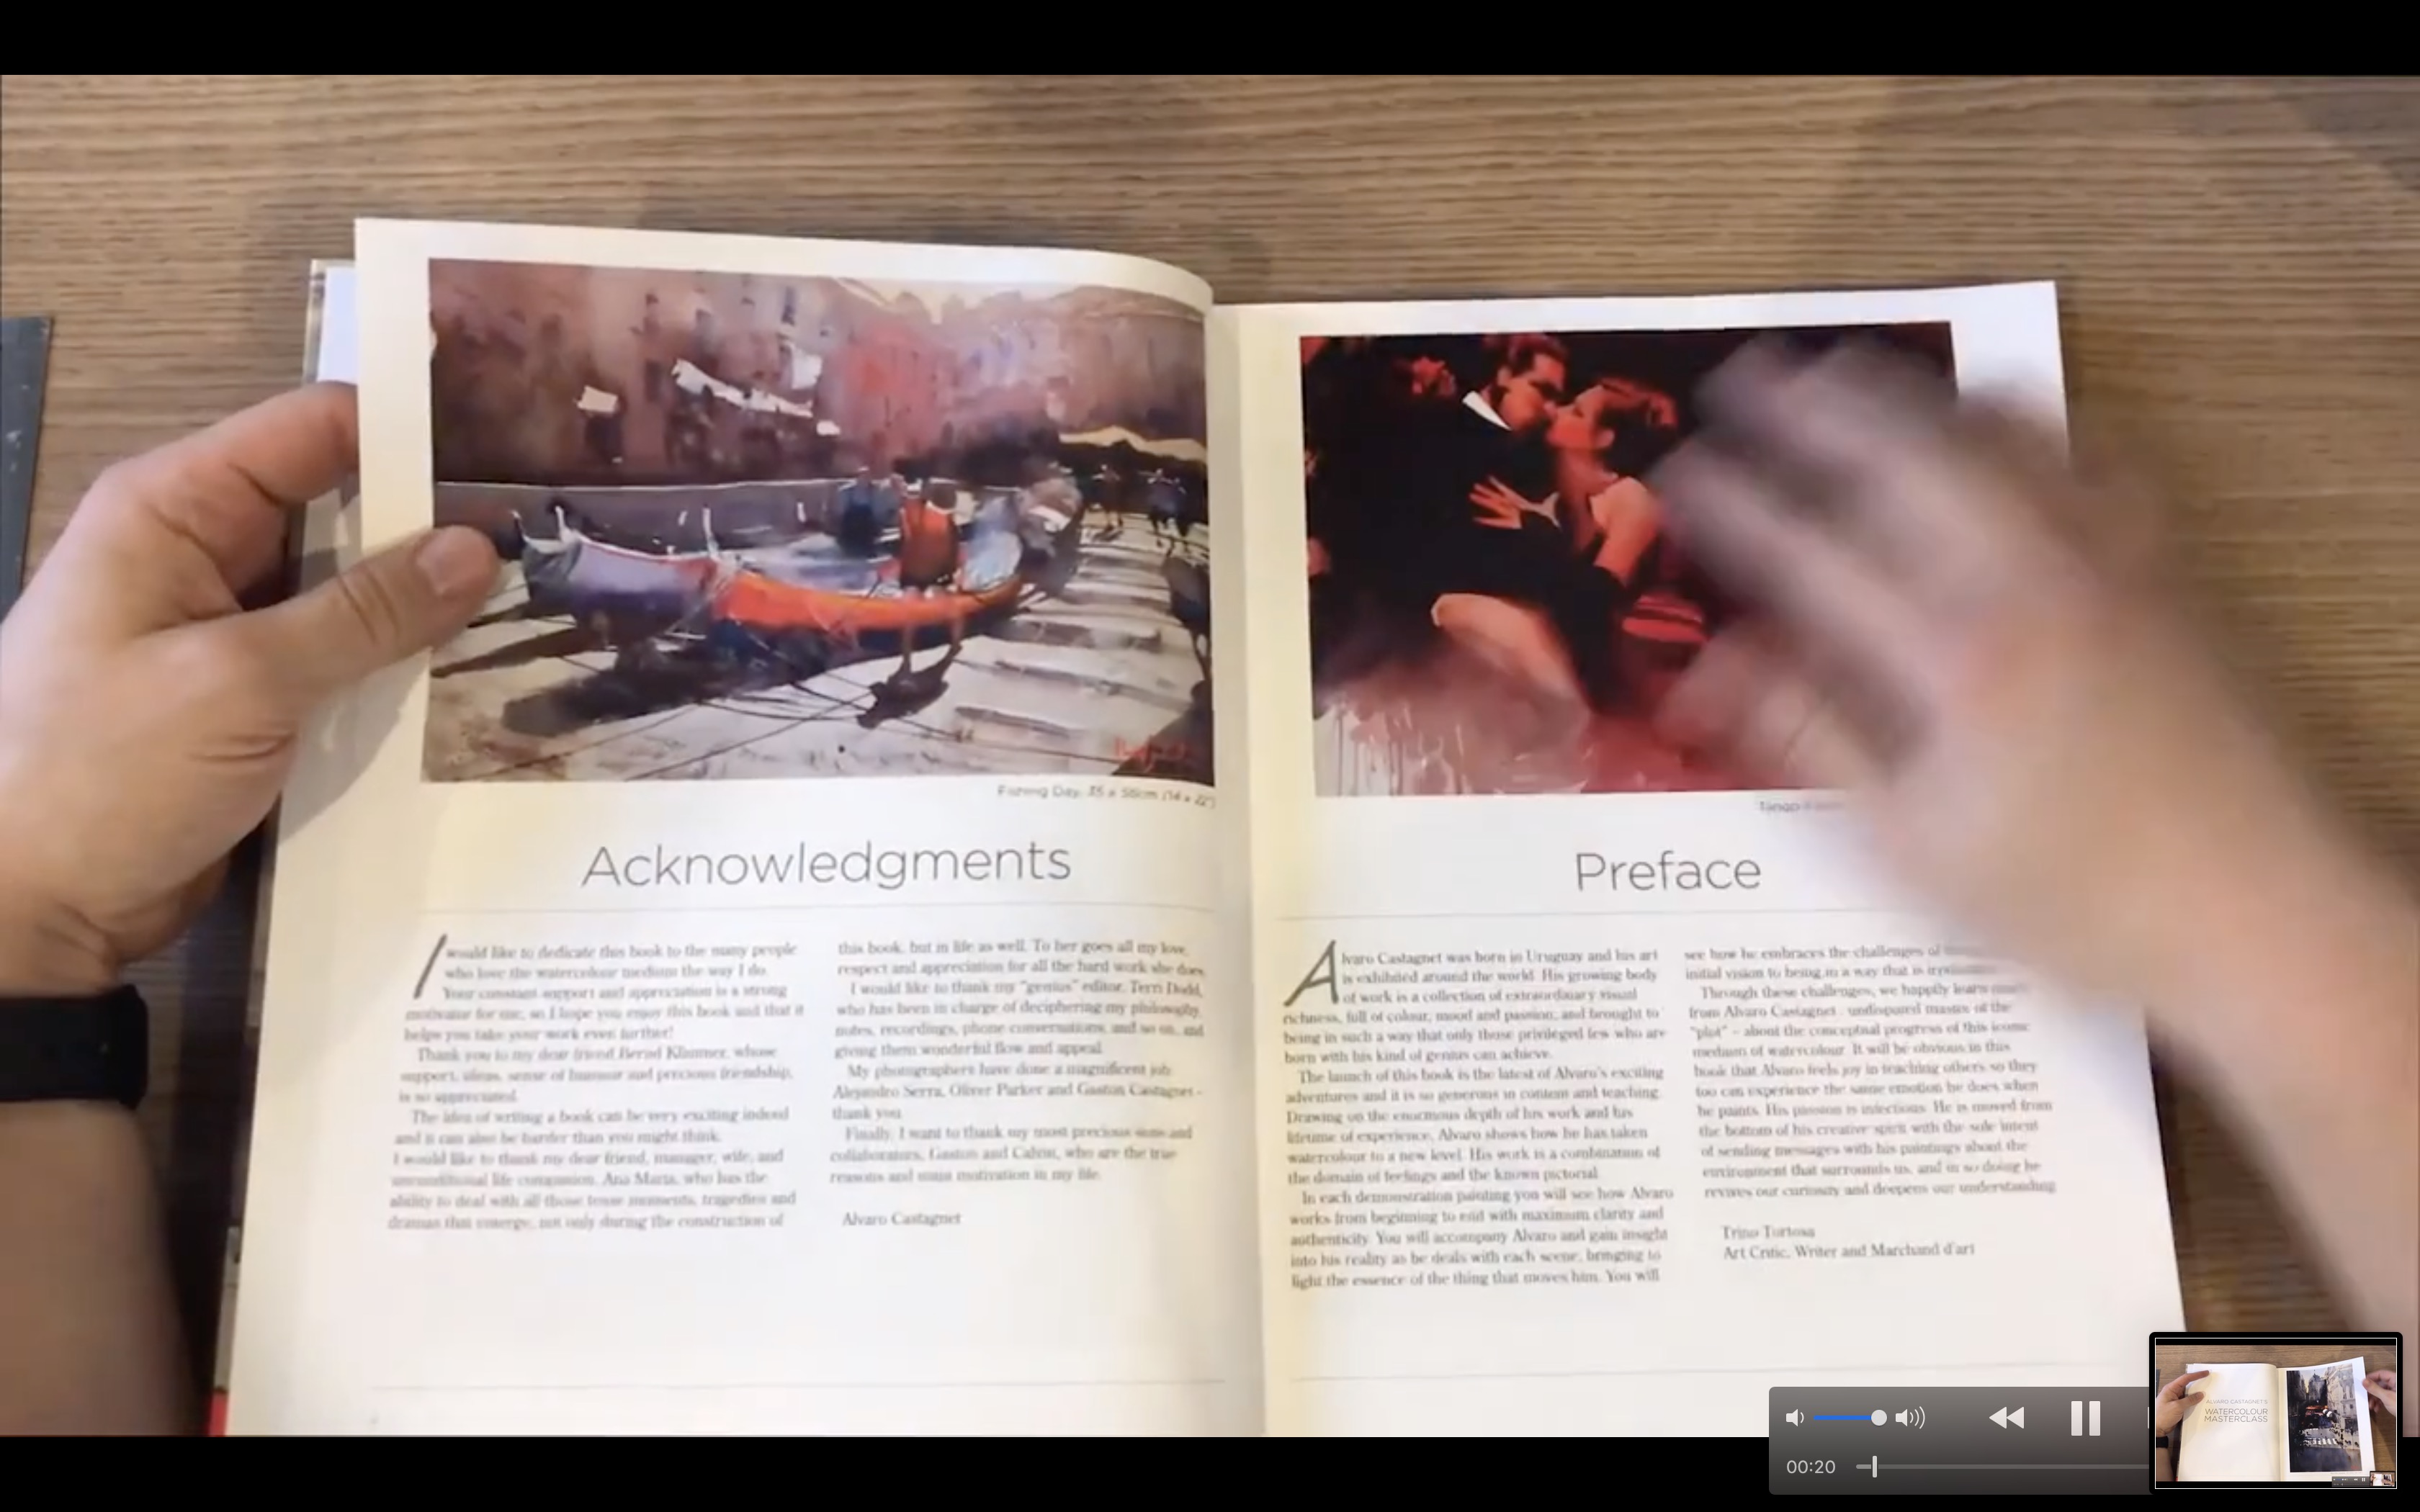 Fishing Day, 35 x 56cm (14 x 22")
Tango
Acknowledgments
I would like to dedicate this book to the many people
who love the watercolour medium the way I do.
Your constant support and appreciation is a strong
motivator for me, so I hope you enjoy this book and that it
helps you take your work even further!
Thank you to my dear friend Bernd Klimmer, whose
support, ideas, sense of humour and precious friendship,
is so appreciated.
The idea of writing a book can be very exciting indeed
and it can also be harder than you might think.
I would like to thank my dear friend, manager, wife, and
unconditional life companion, Ana Maria, who has the
ability to deal with all those tense moments, tragedies and
dramas that emerge, not only during the construction of
this book, but in life as well. To her goes all my love,
respect and appreciation for all the hard work she does.
I would like to thank my "genius" editor, Terri Dodd,
who has been in charge of deciphering my philosophy,
notes, recordings, phone conversations, and so on, and
giving them wonderful flow and appeal.
My photographers have done a magnificent job:
Alejandro Serra, Oliver Parker and Gaston Castagnet -
thank you.
Finally, I want to thank my most precious sons and
collaborators, Gaston and Calvin, who are the true
reasons and main motivation in my life.
Alvaro Castagnet
Preface
Alvaro Castagnet was born in Uruguay and his art
is exhibited around the world. His growing body
of work is a collection of extraordinary visual
richness, full of colour, mood and passion, and brought to
being in such a way that only those privileged few who are
born with his kind of genius can achieve.
The launch of this book is the latest of Alvaro's exciting
adventures and it is so generous in content and teaching.
Drawing on the enormous depth of his work and his
lifetime of experience, Alvaro shows how he has taken
watercolour to a new level. His work is a combination of
the domain of feelings and the known pictorial.
In each demonstration painting you will see how Alvaro
works from beginning to end with maximum clarity and
authenticity. You will accompany Alvaro and gain insight
into his reality as he deals with each scene, bringing to
light the essence of the thing that moves him. You will
see how he embraces the challenges of
initial vision to being in a way that is
Through these challenges, we happily learn
from Alvaro Castagnet - undisputed master of the
"plot" - about the conceptual progress of this iconic
medium of watercolour. It will be obvious in this
book that Alvaro feels joy in teaching others so they
too can experience the same emotion he does when
he paints. His passion is infectious. He is moved from
the bottom of his creative spirit with the sole intent
of sending messages with his paintings about the
environment that surrounds us, and in so doing he
revives our curiosity and deepens our understanding
Trino Tortosa
Art Critic, Writer and Marchand d'art
00:20
ALVARO CASTAGNET'S
WATERCOLOUR
MASTERCLASS